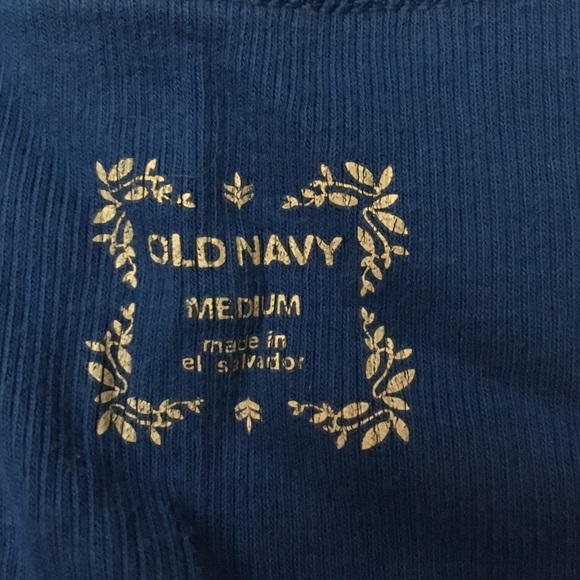 OLD NAVY
MEDIUM
made in
el salvador